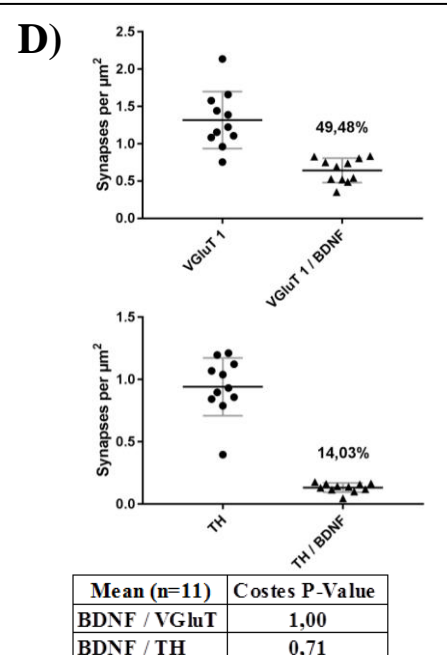 D)
2.5
2.0
1.5
1.0
0.5
0.0
Synapses per µm²
49,48%
VGluT 1
VGluT 1 / BDNF
1.5
1.0
0.5
0.0
Synapses per µm²
14,03%
TH
TH / BDNF
Mean (n=11) Costes P-Value
BDNF / VGluT 1,00
BDNF / TH 0,71